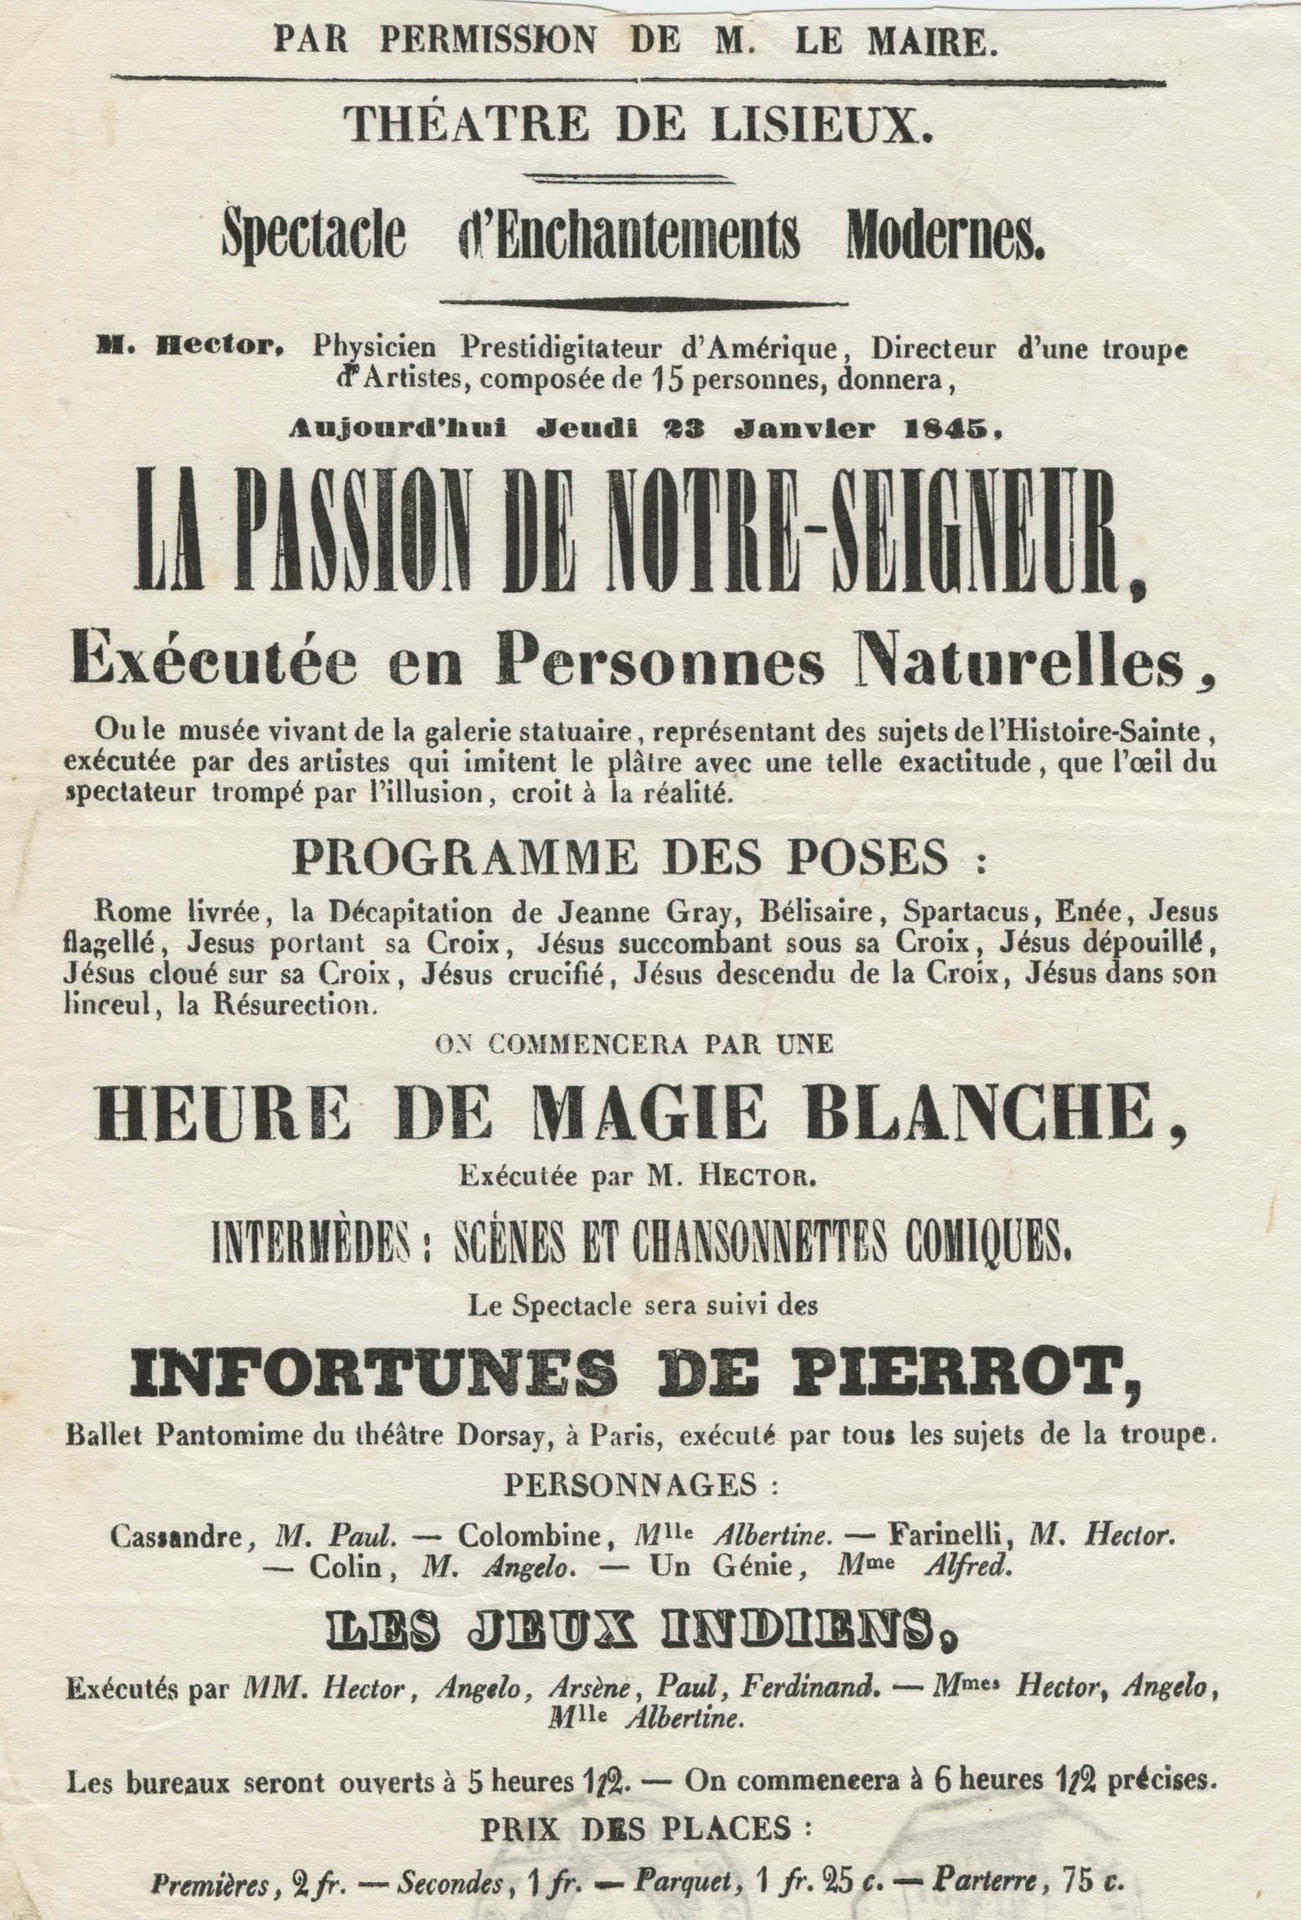 PAR PERMISSION DE M. LE MAIRE.
THÉATRE DE LISIEUX.
Spectacle d'Enchantements Modernes.
M. Hector, Physicien Prestidigitateur d'Amérique, Directeur d'une troupe
d'Artistes, composée de 15 personnes, donnera,
Aujourd'hui Jeudi 23 Janvier 1845,
LA PASSION DE NOTRE-SEIGNEUR,
Exécutée en Personnes Naturelles,
Ou le musée vivant de la galerie statuaire, représentant des sujets de l'Histoire-Sainte,
exécutée par des artistes qui imitent le plâtre avec une telle exactitude, que l'œil du
spectateur trompé par l'illusion, croit à la réalité.
PROGRAMME DES POSES :
Rome livrée, la Décapitation de Jeanne Gray, Bélisaire, Spartacus, Enée, Jesus
flagellé, Jesus portant sa Croix, Jésus succombant sous sa Croix, Jésus dépouillé,
Jésus cloué sur sa Croix, Jésus crucifié, Jésus descendu de la Croix, Jésus dans son
linceul, la Résurection.
ON COMMENCERA PAR UNE
HEURE DE MAGIE BLANCHE,
Exécutée par M. HECTOR.
INTERMÈDES : SCÈNES ET CHANSONNETTES COMIQUES.
Le Spectacle sera suivi des
INFORTUNES DE PIERROT,
Ballet Pantomime du théâtre Dorsay, à Paris, exécuté par tous les sujets de la troupe.
PERSONNAGES :
Cassandre, M. Paul. — Colombine, Mlle Albertine. — Farinelli, M. Hector.
— Colin, M. Angelo. — Un Génie, Mme Alfred.
LES JEUX INDIENS,
Exécutés par MM. Hector, Angelo, Arsène, Paul, Ferdinand. — Mmes Hector, Angelo,
Mlle Albertine.
Les bureaux seront ouverts à 5 heures 1/2. — On commencera à 6 heures 1/2 précises.
PRIX DES PLACES :
Premières, 2 fr. — Secondes, 1 fr. — Parquet, 1 fr. 25 c. — Parterre, 75 c.